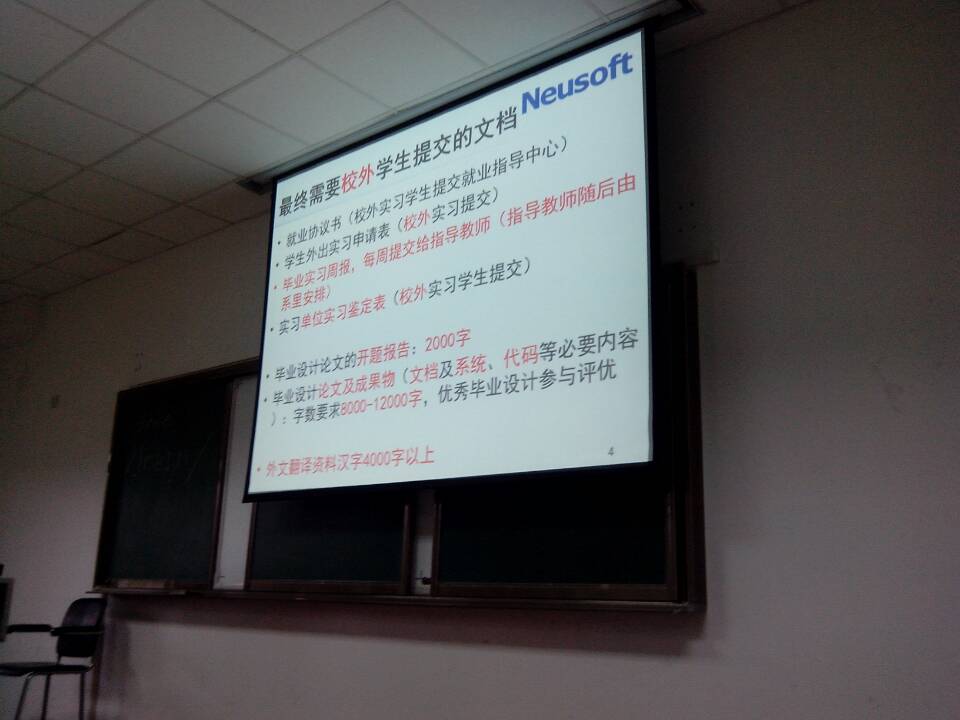 Neusoft
最终需要校外学生提交的文档
• 就业协议书（校外实习学生提交就业指导中心）
• 学生外出实习申请表（校外实习提交）
• 毕业实习周报，每周提交给指导教师（指导教师随后由
系里安排）
• 实习单位实习鉴定表（校外实习学生提交）
• 毕业设计论文的开题报告：2000字
• 毕业设计论文及成果物（文档及系统、代码等必要内容
）：字数要求8000-12000字，优秀毕业设计参与评优
• 外文翻译资料汉字4000字以上
4